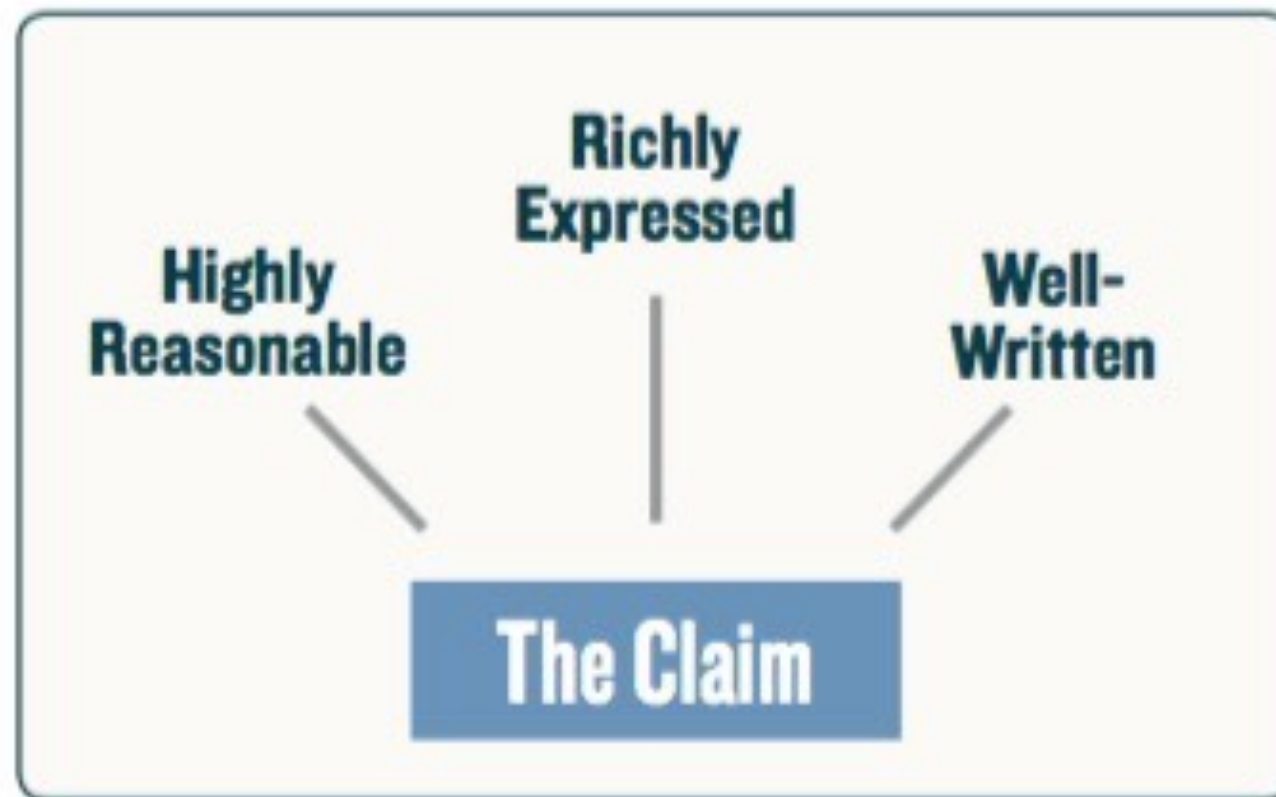 Richly
Expressed
Highly
Reasonable
Well-
Written
The Claim